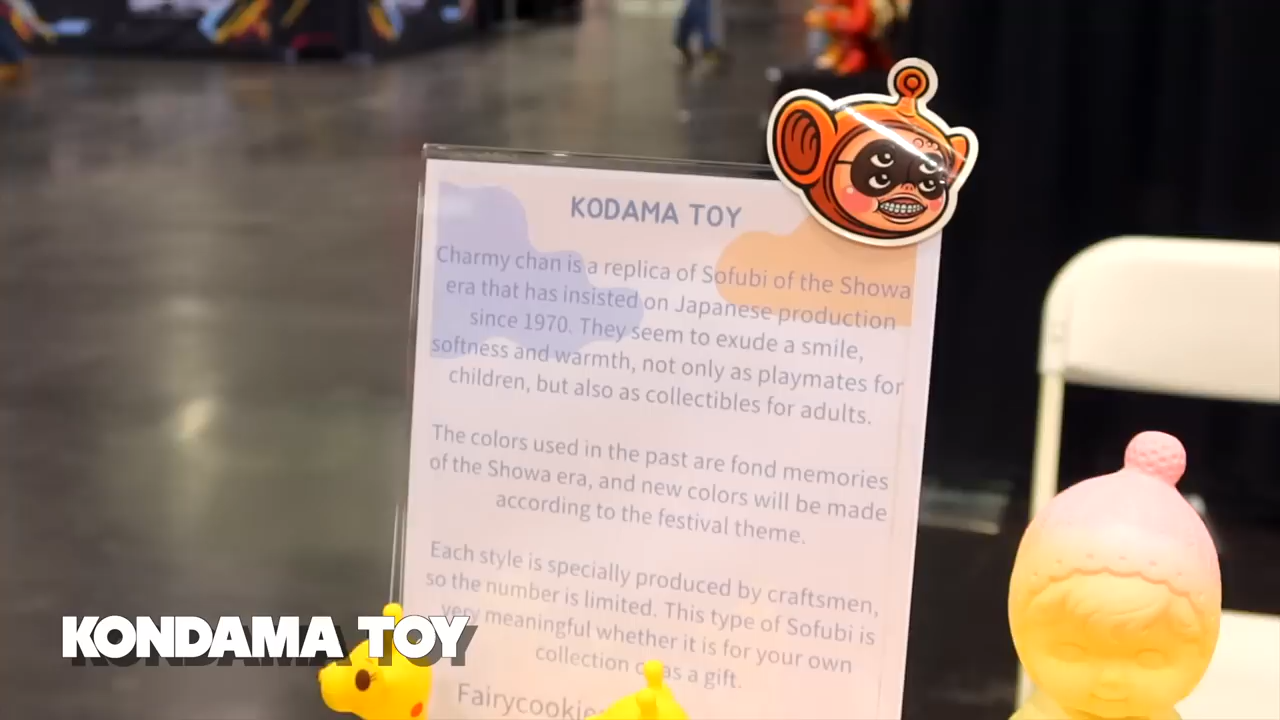 KODAMA TOY
Charmy chan is a replica of Sofubi of the Showa
era that has insisted on Japanese production
since 1970. They seem to exude a smile,
softness and warmth, not only as playmates for
children, but also as collectibles for adults.
The colors used in the past are fond memories
of the Showa era, and new colors will be made
according to the festival theme.
Each style is specially produced by craftsmen,
so the number is limited. This type of Sofubi is
very meaningful whether it is for your own
collection as a gift.
Fairycookie
KONDAMA TOY